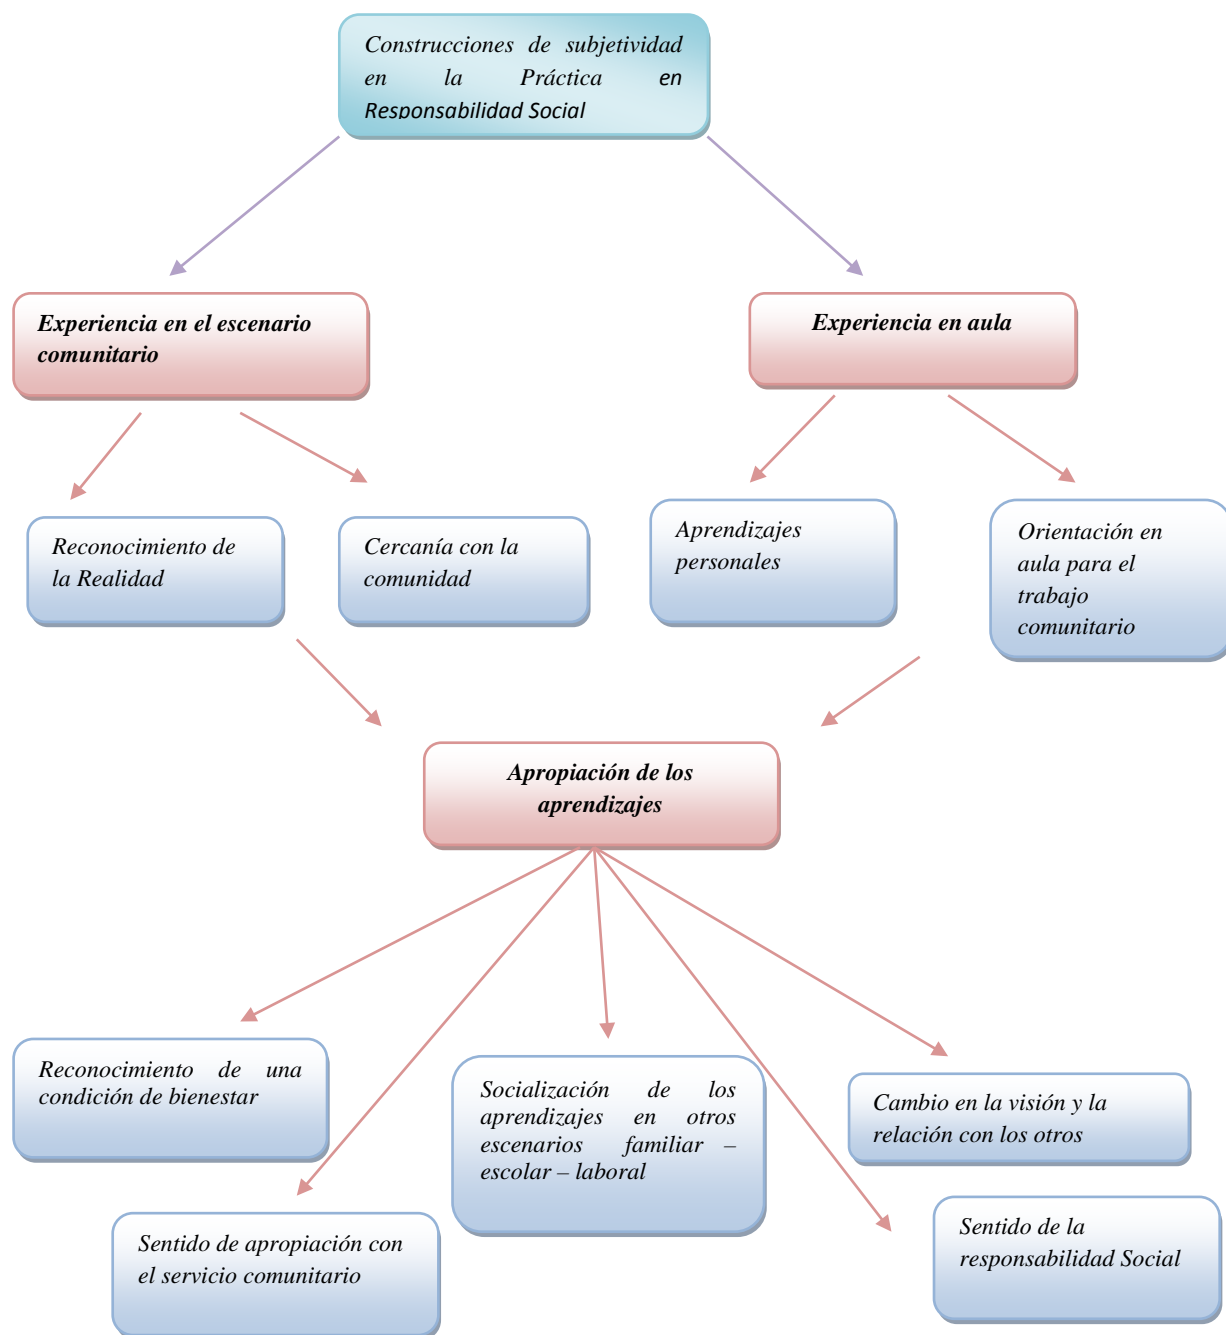 Construcciones de subjetividad
en la Práctica en
Responsabilidad Social
Experiencia en el escenario
comunitario
Experiencia en aula
Reconocimiento de
la Realidad
Cercanía con la
comunidad
Aprendizajes
personales
Orientación en
aula para el
trabajo
comunitario
Apropiación de los
aprendizajes
Reconocimiento de una
condición de bienestar
Socialización de los
aprendizajes en otros
escenarios familiar –
escolar – laboral
Cambio en la visión y la
relación con los otros
Sentido de apropiación con
el servicio comunitario
Sentido de la
responsabilidad Social